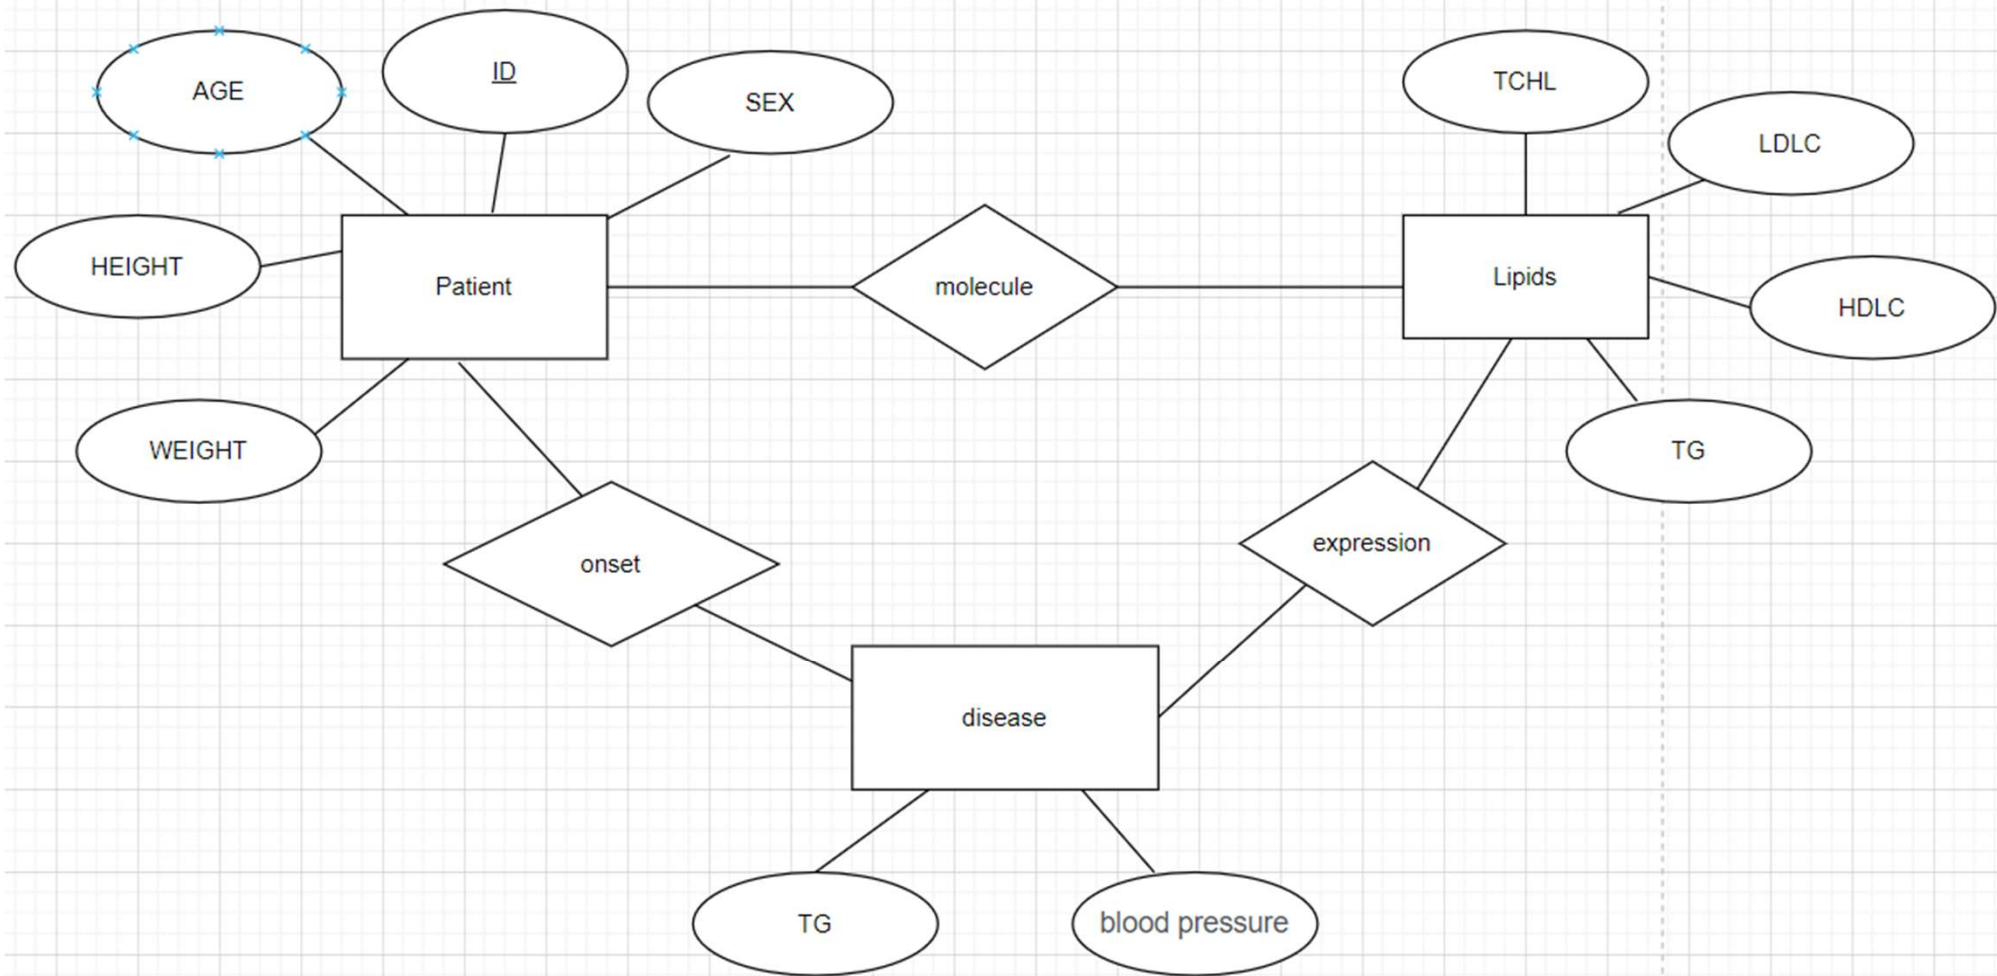 AGE
ID
SEX
TCHL
LDLC
HEIGHT
Patient
molecule
Lipids
HDLC
WEIGHT
TG
onset
expression
disease
TG
blood pressure